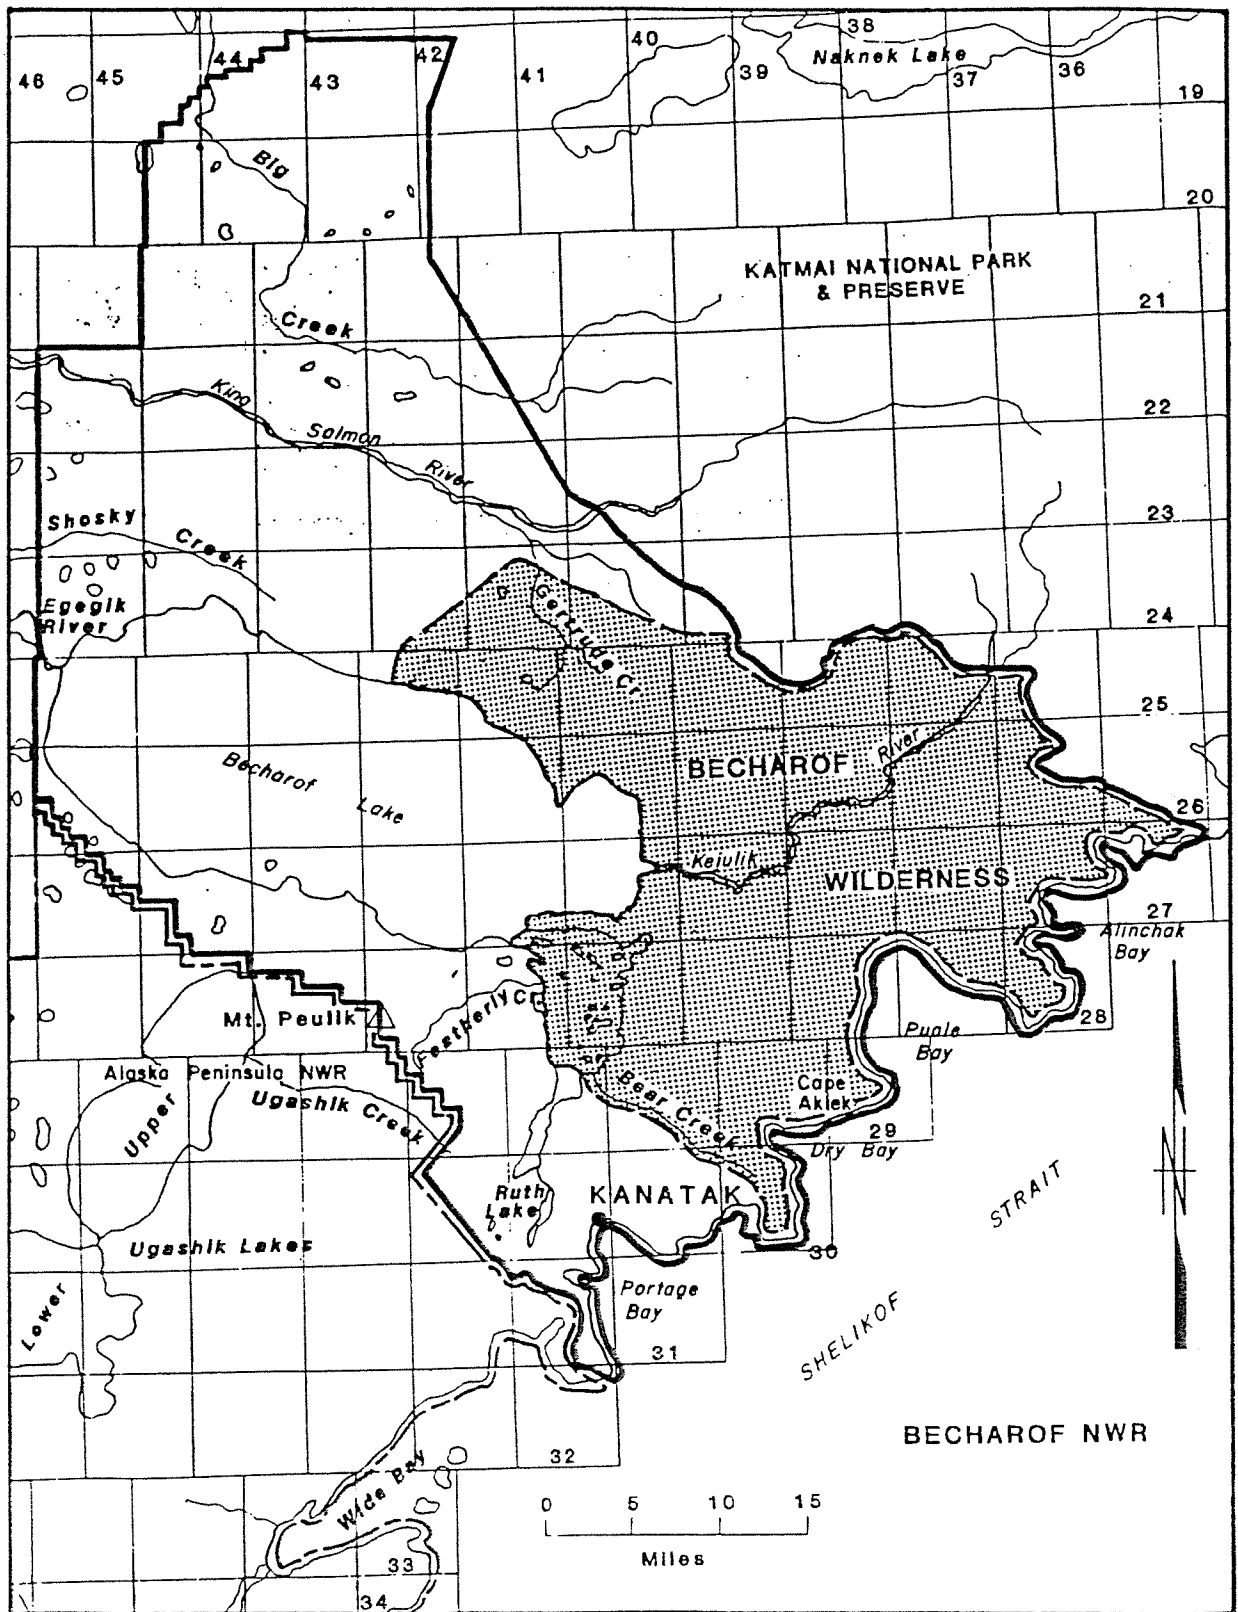 38
40
44
42
Naknek Lake
46
45
43
41
39
37
36
19
Big
20
KATMAI NATIONAL PARK
& PRESERVE
21
Creek
King
22
Salmon
River
Shosky
Creek
23
Gertrude Cr
Egegik
River
24
25
BECHAROF
River
Becharof
Lake
26
Kejulik
WILDERNESS
27
Alinchak
Bay
Featherly Cr
Mt. Peulik
28
Puale
Bay
Alaska Peninsula NWR
Bear Creek
Cape
Aklek
Ugashik Creek
Upper
29
Dry Bay
Ruth
Lake
KANATAK
STRAIT
Ugashik Lakes
30
Portage
Bay
Lower
SHELIKOF
31
BECHAROF NWR
32
Wide Bay
0 5 10 15
Miles
33
34
N